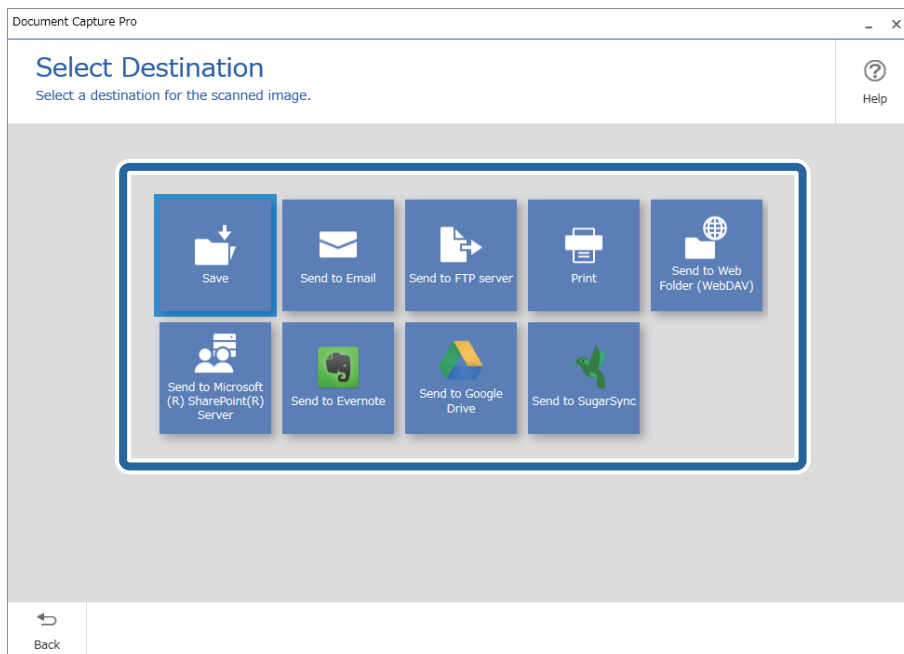 Document Capture Pro
Select Destination
Select a destination for the scanned image.
Help
Save
Send to Email
Send to FTP server
Print
Send to Web
Folder (WebDAV)
Send to Microsoft
(R) SharePoint(R)
Server
Send to Evernote
Send to Google
Drive
Send to SugarSync
Back